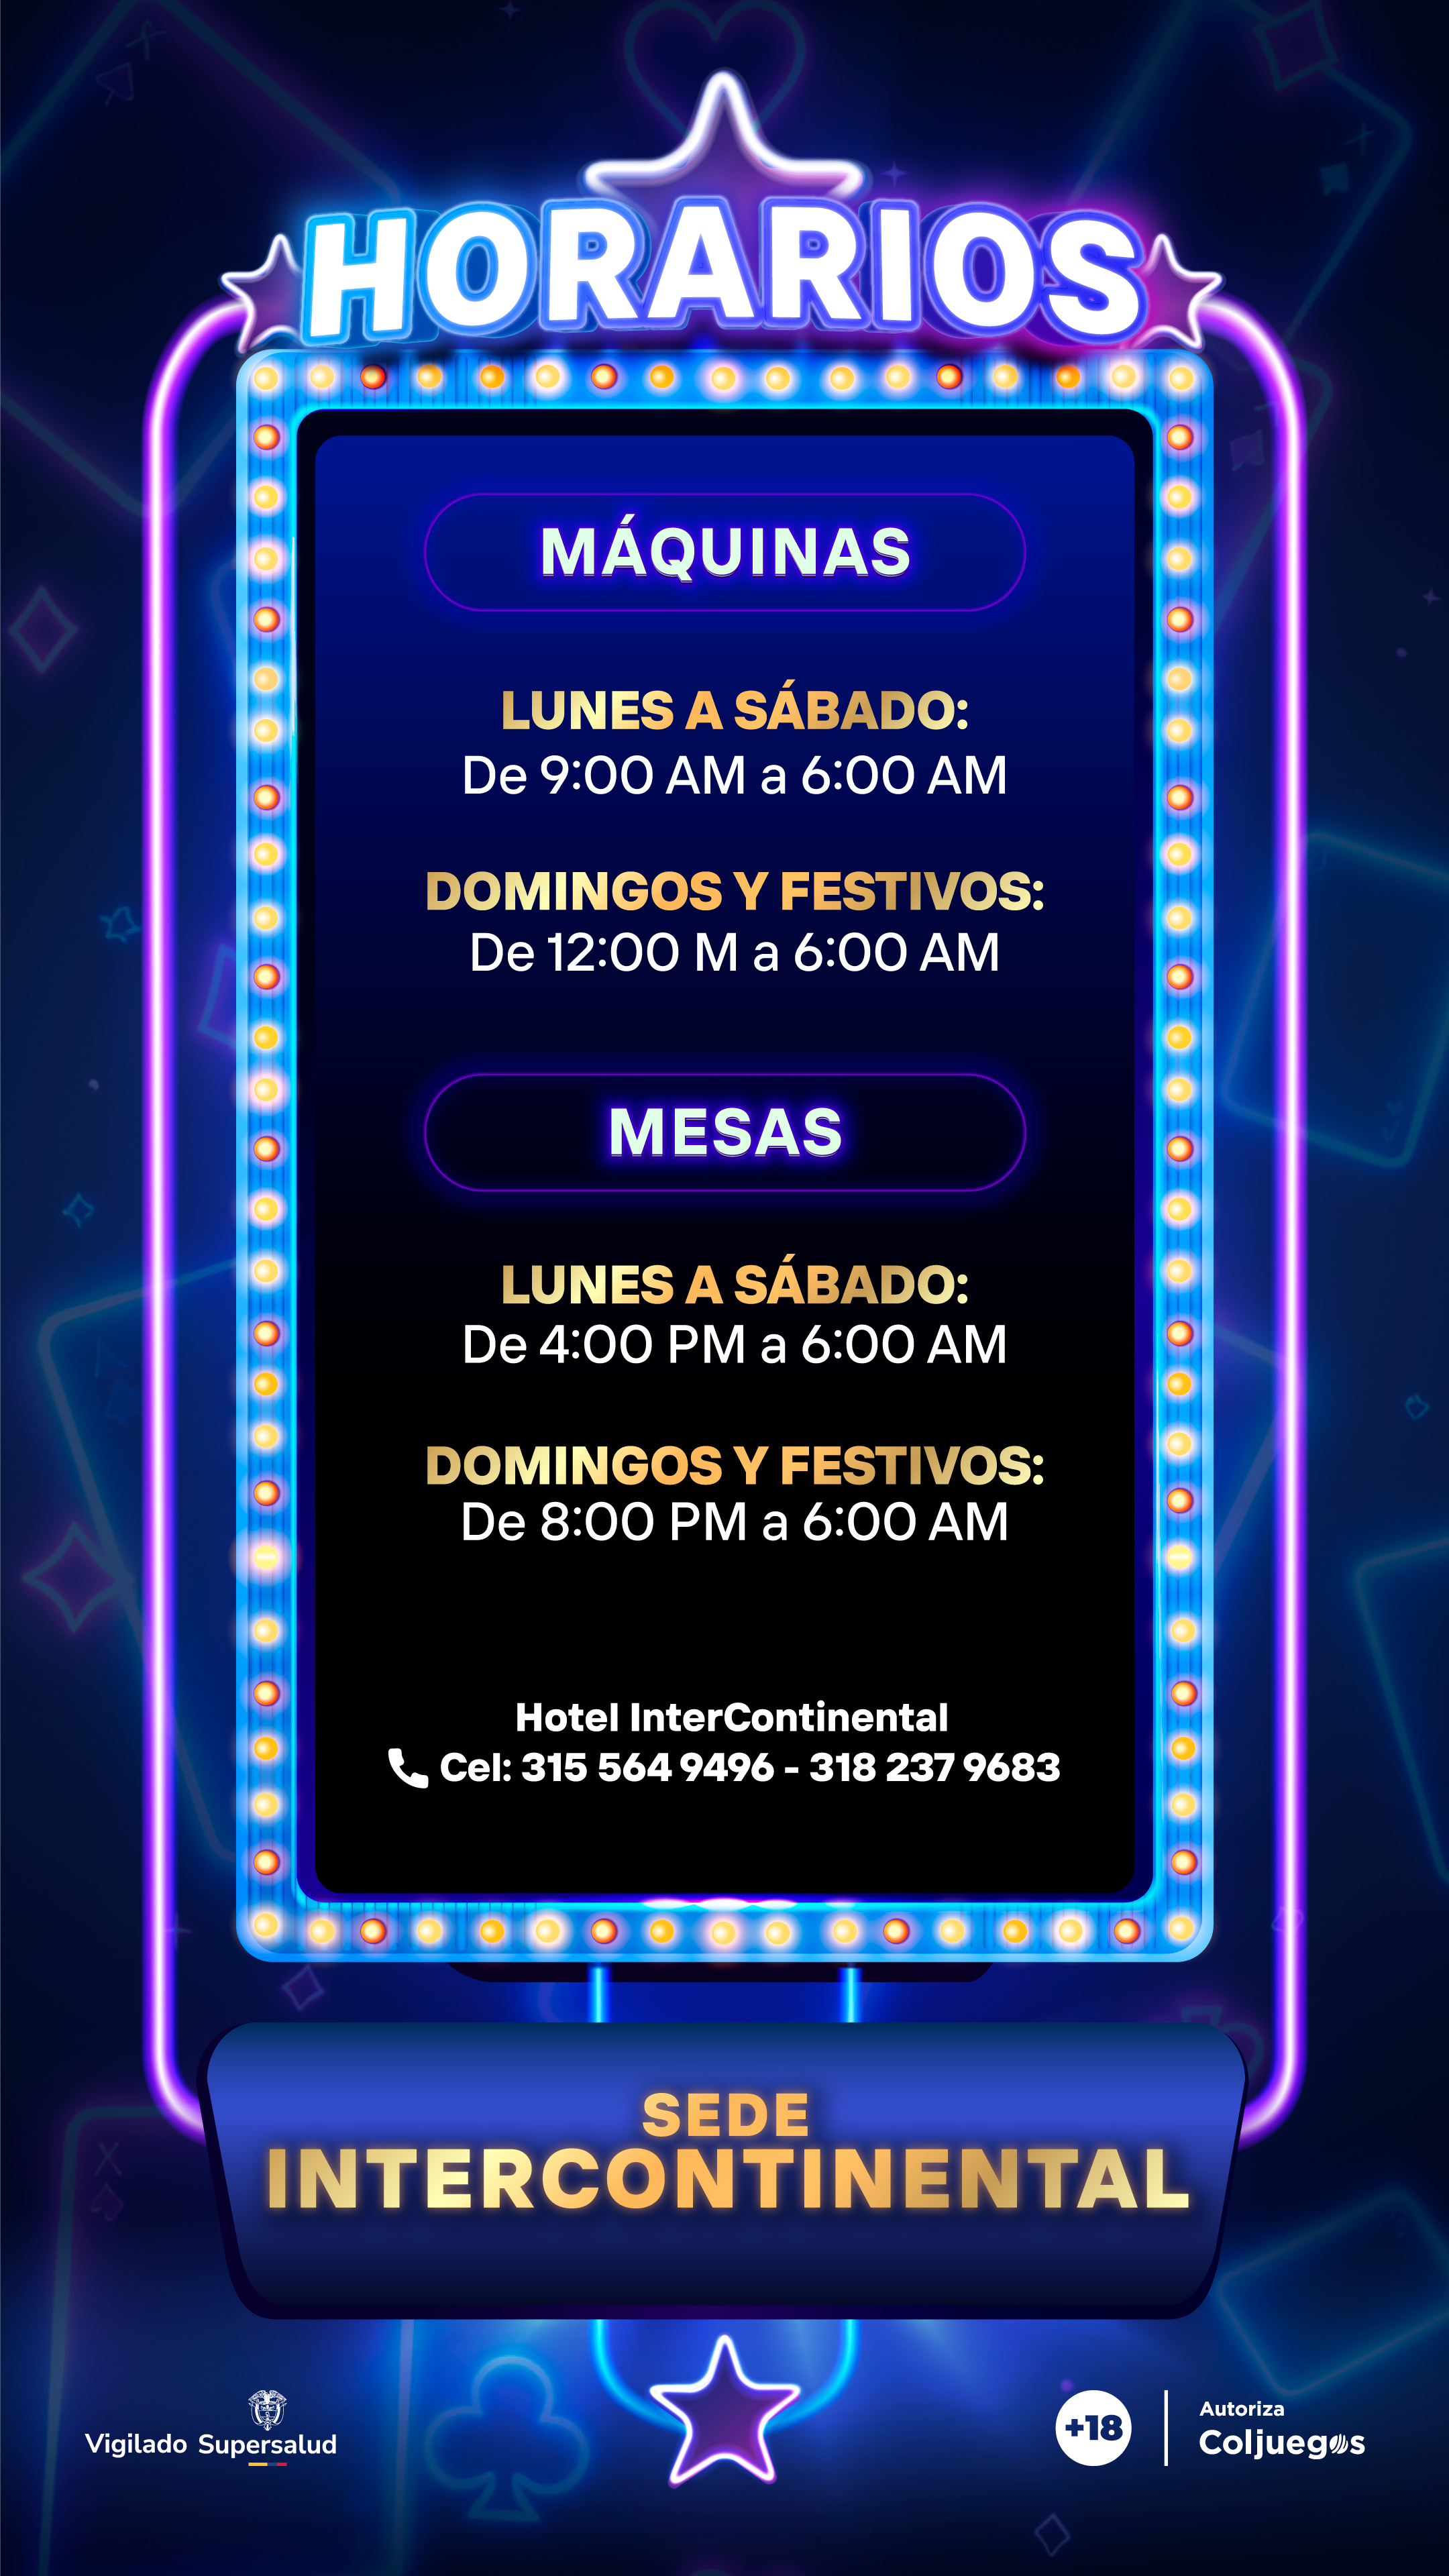 HORARIOS
MÁQUINAS
LUNES A SÁBADO:
De 9:00 AM a 6:00 AM
DOMINGOS Y FESTIVOS:
De 12:00 M a 6:00 AM
MESAS
LUNES A SÁBADO:
De 4:00 PM a 6:00 AM
DOMINGOS Y FESTIVOS:
De 8:00 PM a 6:00 AM
Hotel InterContinental
Cel: 315 564 9496 - 318 237 9683
SEDE
INTERCONTINENTAL
Vigilado Supersalud
+18
Autoriza
Coljuegos